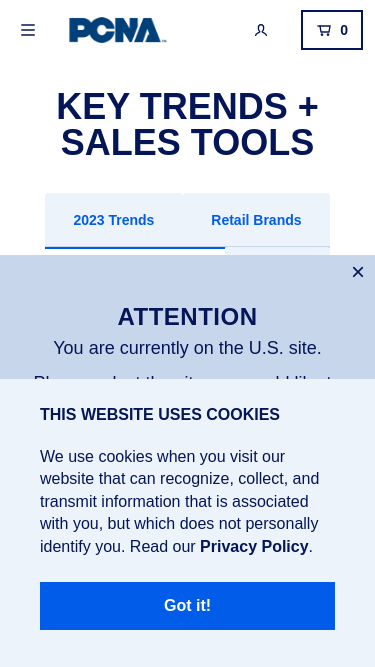 PCNA
0
KEY TRENDS +
SALES TOOLS
2023 Trends
Retail Brands
ATTENTION
You are currently on the U.S. site.
THIS WEBSITE USES COOKIES
We use cookies when you visit our
website that can recognize, collect, and
transmit information that is associated
with you, but which does not personally
identify you. Read our Privacy Policy.
Got it!